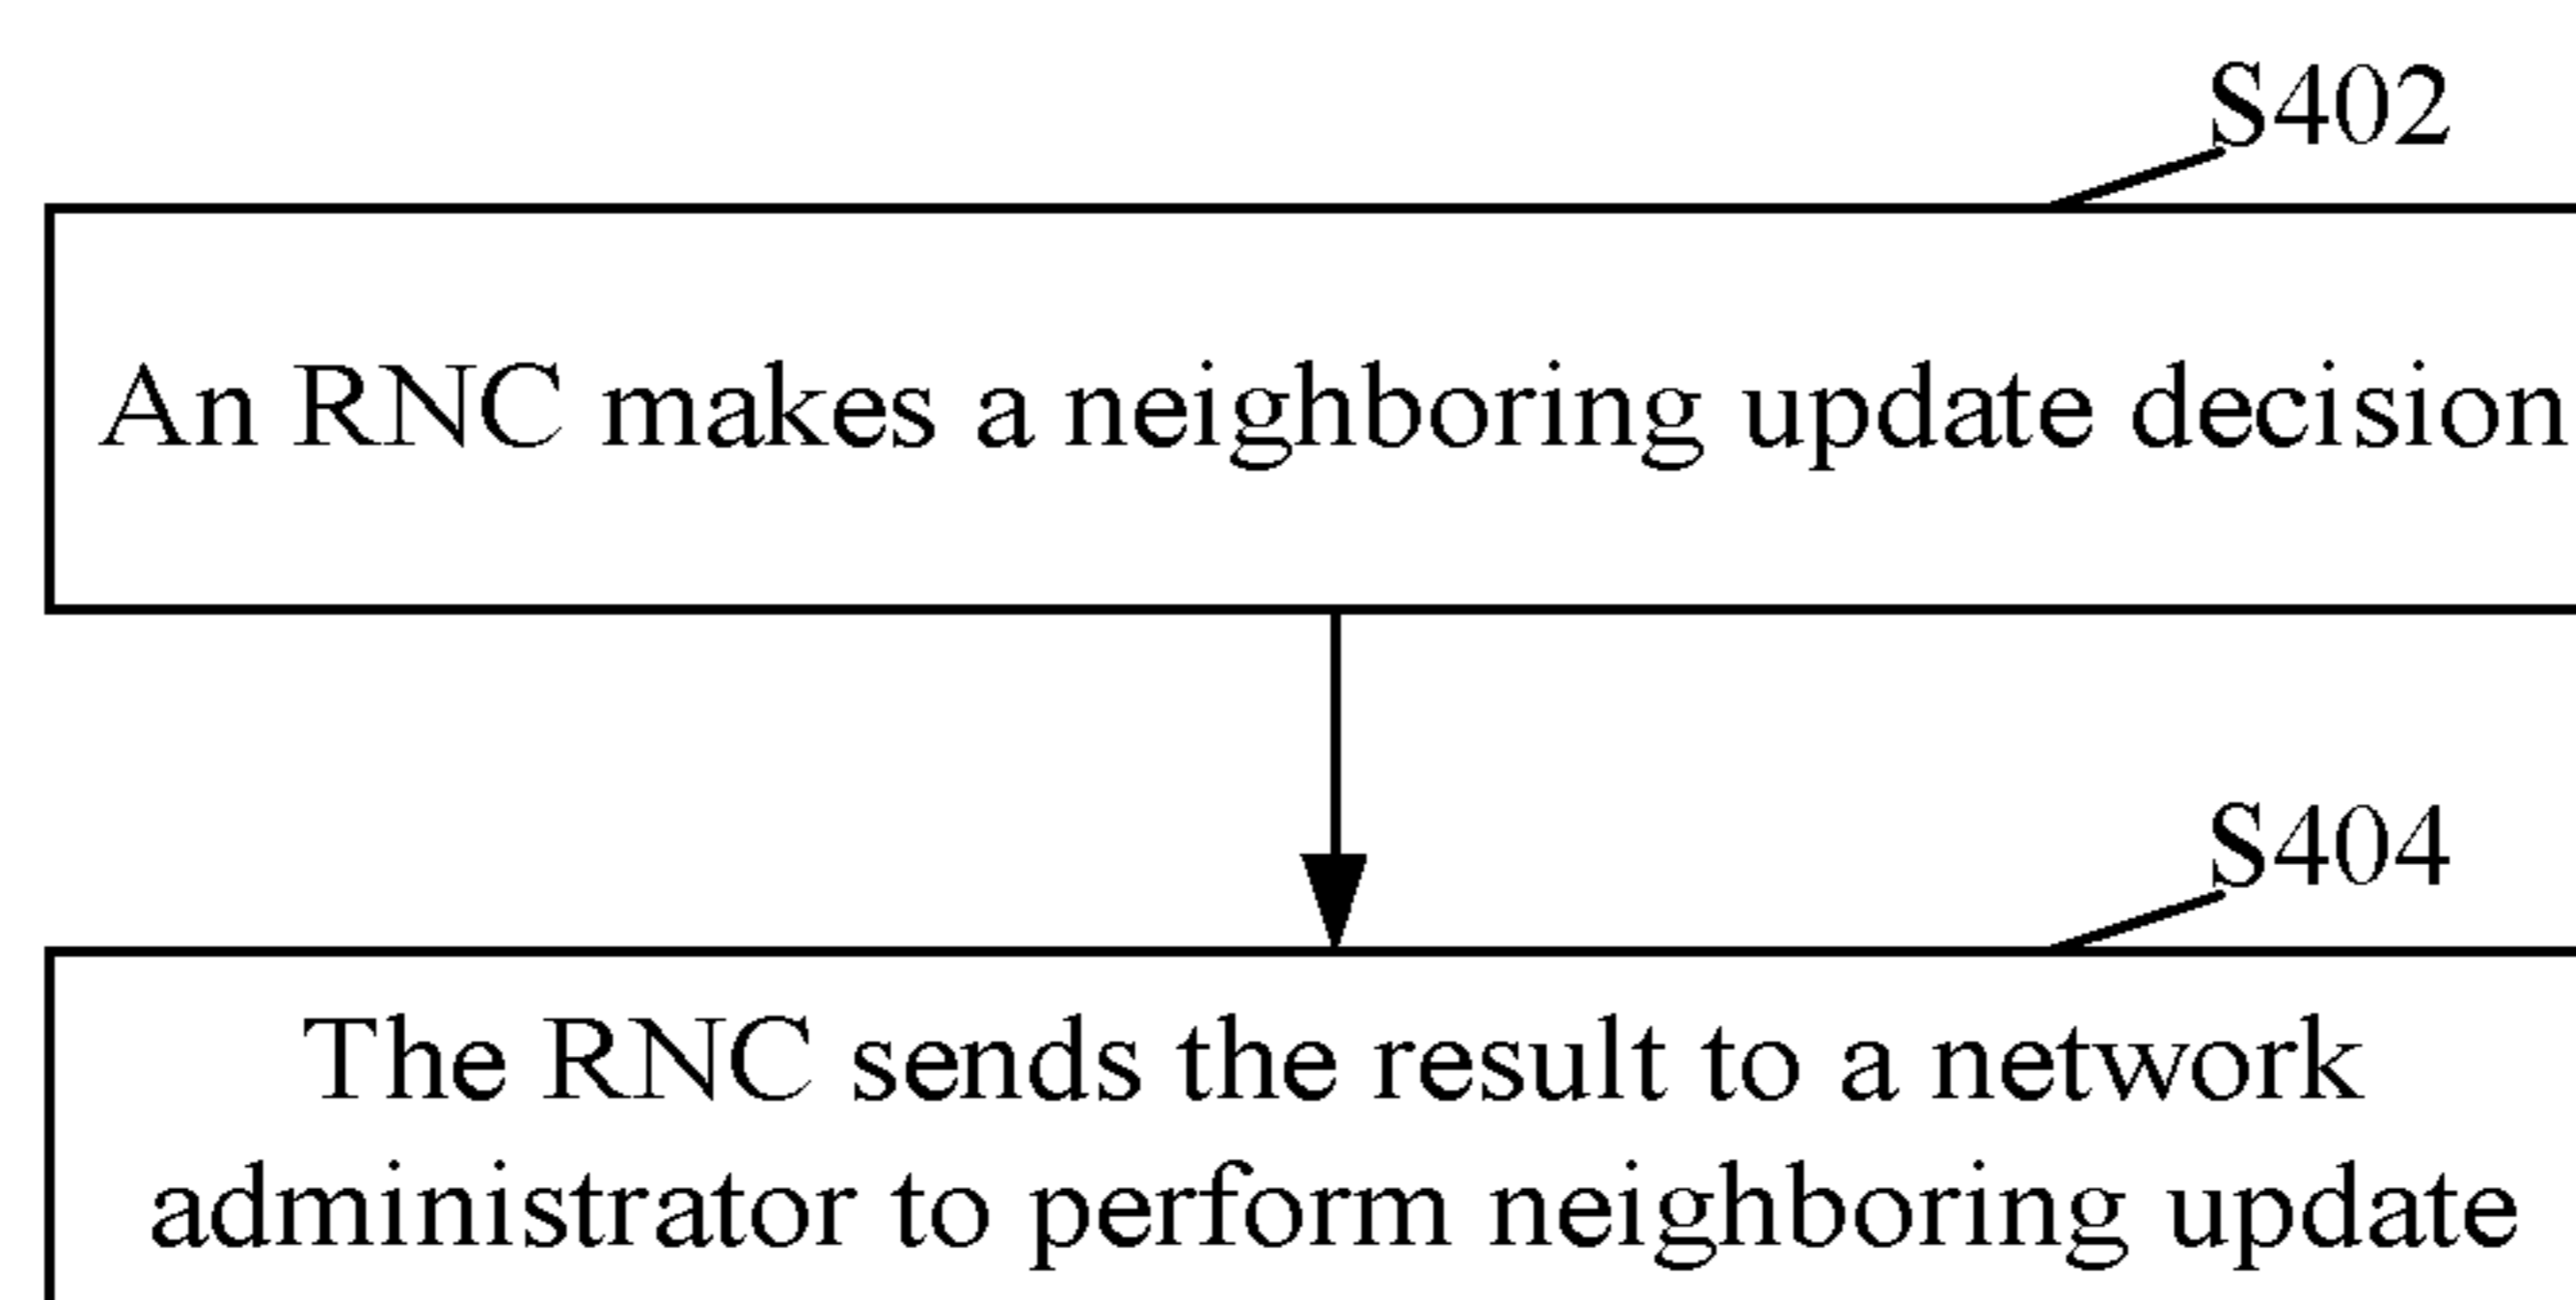 S402
An RNC makes a neighboring update decision
S404
The RNC sends the result to a network
administrator to perform neighboring update